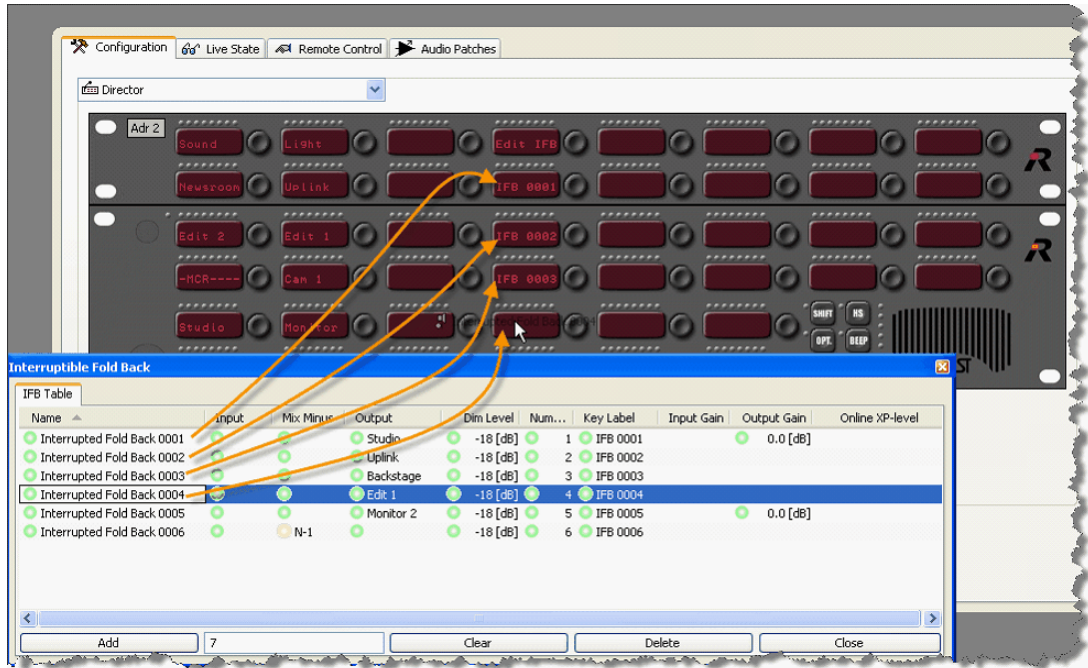 Configuration Live State Remote Control Audio Patches
Director
Adr 2
Sound Light Edit IFB
Newsroom Uplink IFB 0001
Edit 2 Edit 1 IFB 0002
-MCR---- Cam 1 IFB 0003
SHIFT HS
Studio Monitor Interrupted Fold Back 0004
OPT. BEEP
ST
Interruptible Fold Back
IFB Table
Name Input Mix Minus Output Dim Level Num... Key Label Input Gain Output Gain Online XP-level
Interrupted Fold Back 0001 Studio -18 [dB] 1 IFB 0001 0.0 [dB]
Interrupted Fold Back 0002 Uplink -18 [dB] 2 IFB 0002
Interrupted Fold Back 0003 Backstage -18 [dB] 3 IFB 0003
Interrupted Fold Back 0004 Edit 1 -18 [dB] 4 IFB 0004
Interrupted Fold Back 0005 Monitor 2 -18 [dB] 5 IFB 0005 0.0 [dB]
Interrupted Fold Back 0006 N-1 -18 [dB] 6 IFB 0006
Add 7 Clear Delete Close